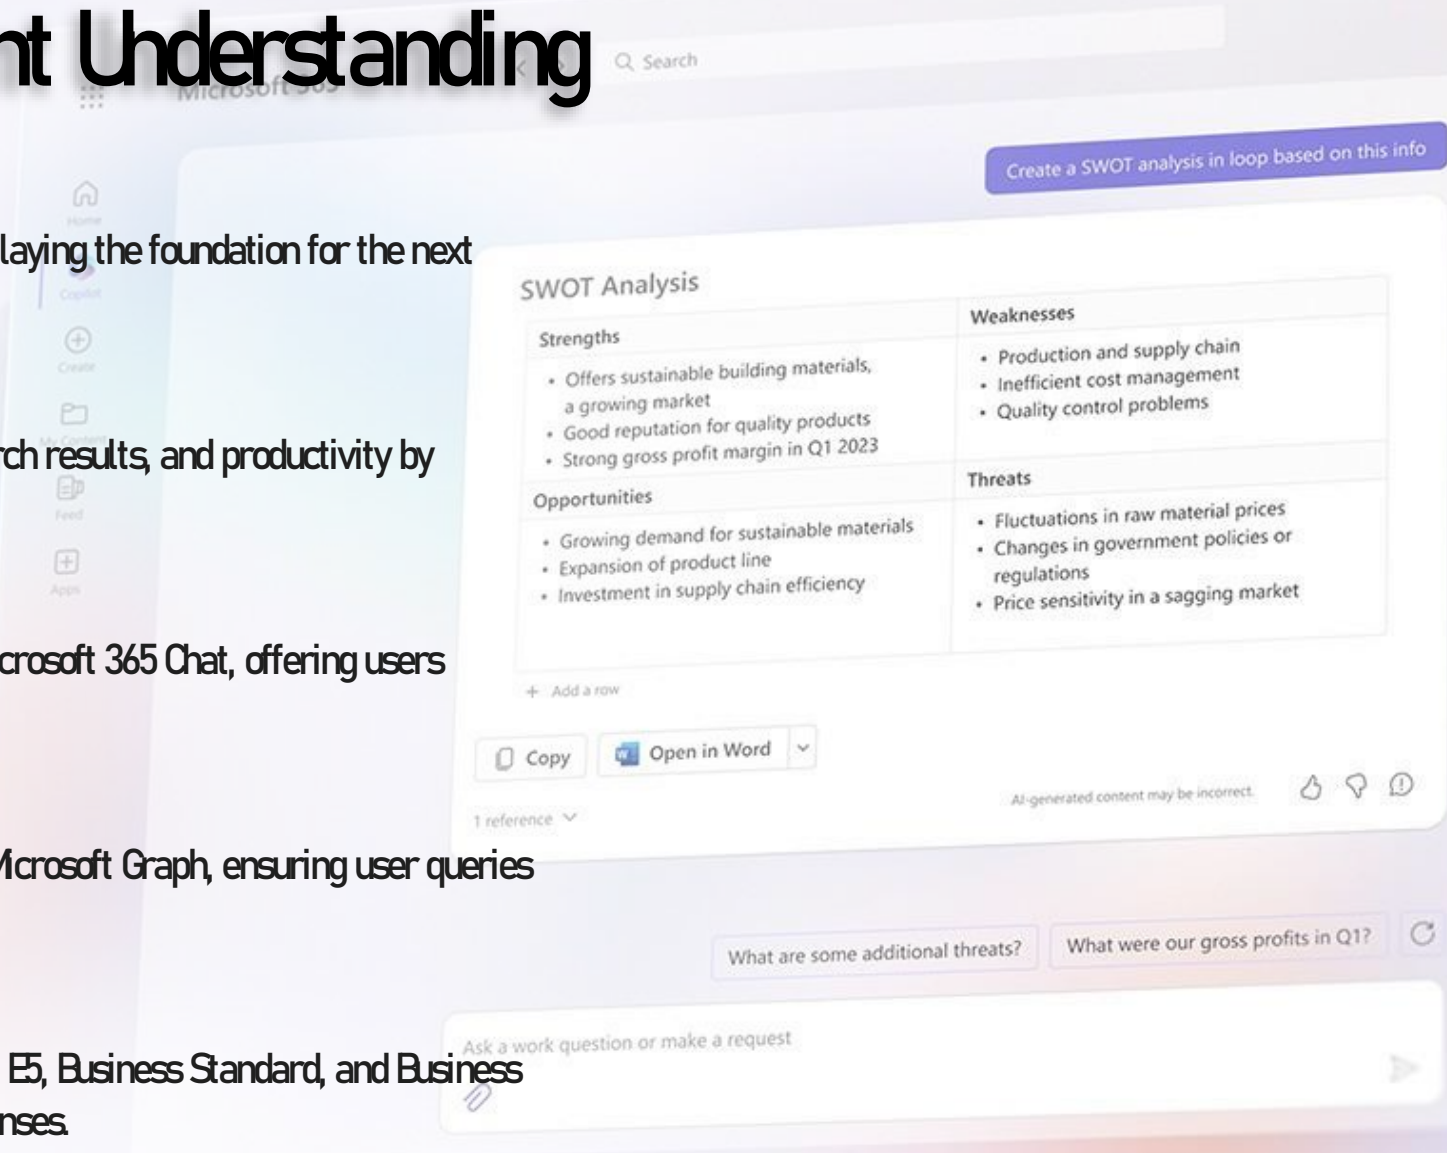 nt Understanding
Microsoft 365
Search
Create a SWOT analysis in loop based on this info
Home
laying the foundation for the next
Copilot
Create
My Content
rch results, and productivity by
Feed
Apps
crosoft 365 Chat, offering users
Microsoft Graph, ensuring user queries
E5, Business Standard, and Business
nses.
SWOT Analysis
Strengths
• Offers sustainable building materials,
a growing market
• Good reputation for quality products
• Strong gross profit margin in Q1 2023
Weaknesses
• Production and supply chain
• Inefficient cost management
• Quality control problems
Opportunities
• Growing demand for sustainable materials
• Expansion of product line
• Investment in supply chain efficiency
Threats
• Fluctuations in raw material prices
• Changes in government policies or
regulations
• Price sensitivity in a sagging market
+ Add a row
Copy
Open in Word
AI-generated content may be incorrect.
1 reference
What are some additional threats?
What were our gross profits in Q1?
Ask a work question or make a request